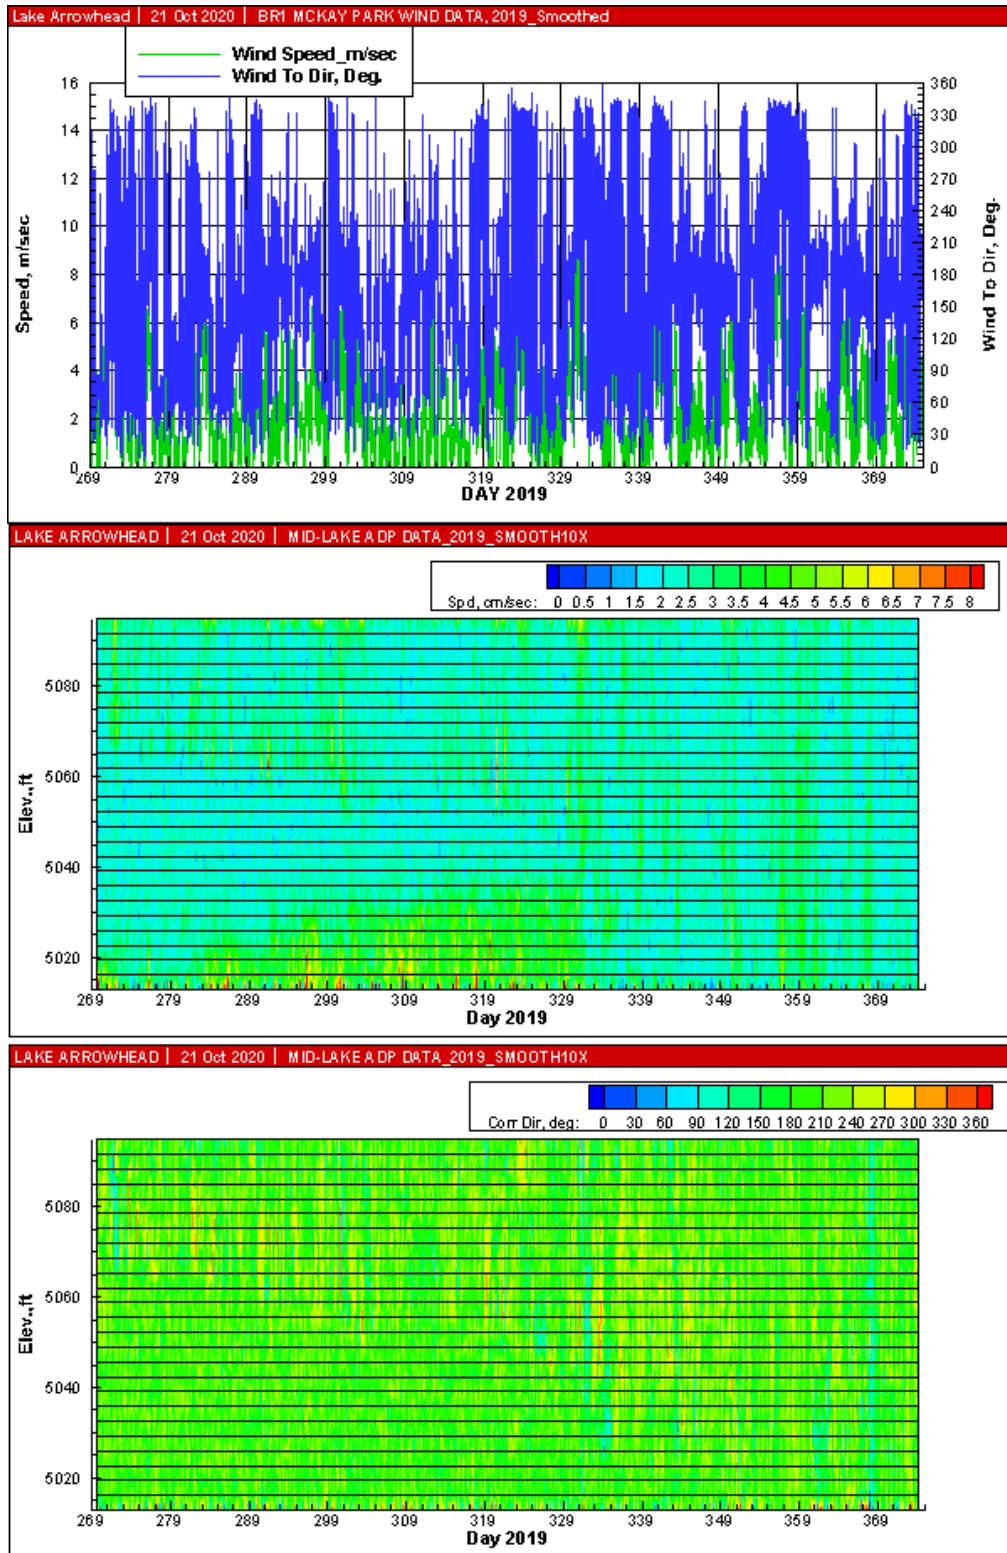 Lake Arrowhead | 21 Oct 2020 | BR1 MCKAY PARK WIND DATA, 2019_Smoothed
Wind Speed_m/sec
Wind To Dir, Deg.
16 14 12 10 8 6 4 2 0
Speed, m/sec
360 330 300 270 240 210 180 150 120 90 60 30 0
Wind To Dir, Deg.
269 279 289 299 309 319 329 339 349 359 369
DAY 2019
LAKE ARROWHEAD | 21 Oct 2020 | MID-LAKE ADP DATA_2019_SMOOTH10X
Spd, cm/sec: 0 0.5 1 1.5 2 2.5 3 3.5 4 4.5 5 5.5 6 6.5 7 7.5 8
5080 5060 5040 5020
Elev.,ft
269 279 289 299 309 319 329 339 349 359 369
Day 2019
LAKE ARROWHEAD | 21 Oct 2020 | MID-LAKE ADP DATA_2019_SMOOTH10X
Corr Dir, deg: 0 30 60 90 120 150 180 210 240 270 300 330 360
5080 5060 5040 5020
Elev.,ft
269 279 289 299 309 319 329 339 349 359 369
Day 2019